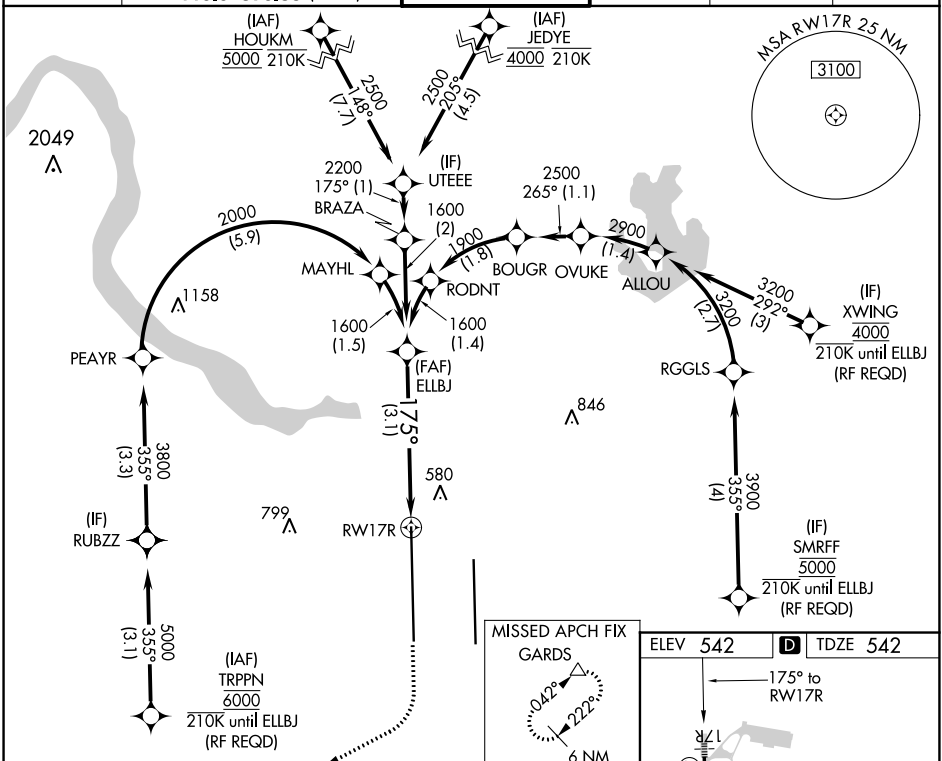 (IAF)
HOUKM
5000 210K
(IAF)
JEDYE
4000 210K
MSA RW17R 25 NM
3100
2500
148°
(7.7)
2500
205°
(4.5)
2049
2200
175° (1)
(IF)
UTEEE
BRAZA
1600
(2)
2500
265° (1.1)
2000
(5.9)
1900
(1.8)
2900
(1.4)
MAYHL
RODNT
BOUGR
OVUKE
ALLOU
1158
3200
292°
(3)
3200
(2.7)
(IF)
XWING
4000
210K until ELLBJ
(RF REQD)
1600
(1.5)
1600
(1.4)
PEAYR
(FAF)
ELLBJ
RGGLS
175°
(3.1)
846
3800
355°
(3.3)
580
3900
355°
(4)
799
(IF)
RUBZZ
RW17R
(IF)
SMRFF
5000
210K until ELLBJ
(RF REQD)
5000
355°
(3.1)
(IAF)
TRPPN
6000
210K until ELLBJ
(RF REQD)
MISSED APCH FIX
GARDS
042°
222°
6 NM
ELEV 542
D
TDZE 542
175° to
RW17R
17R